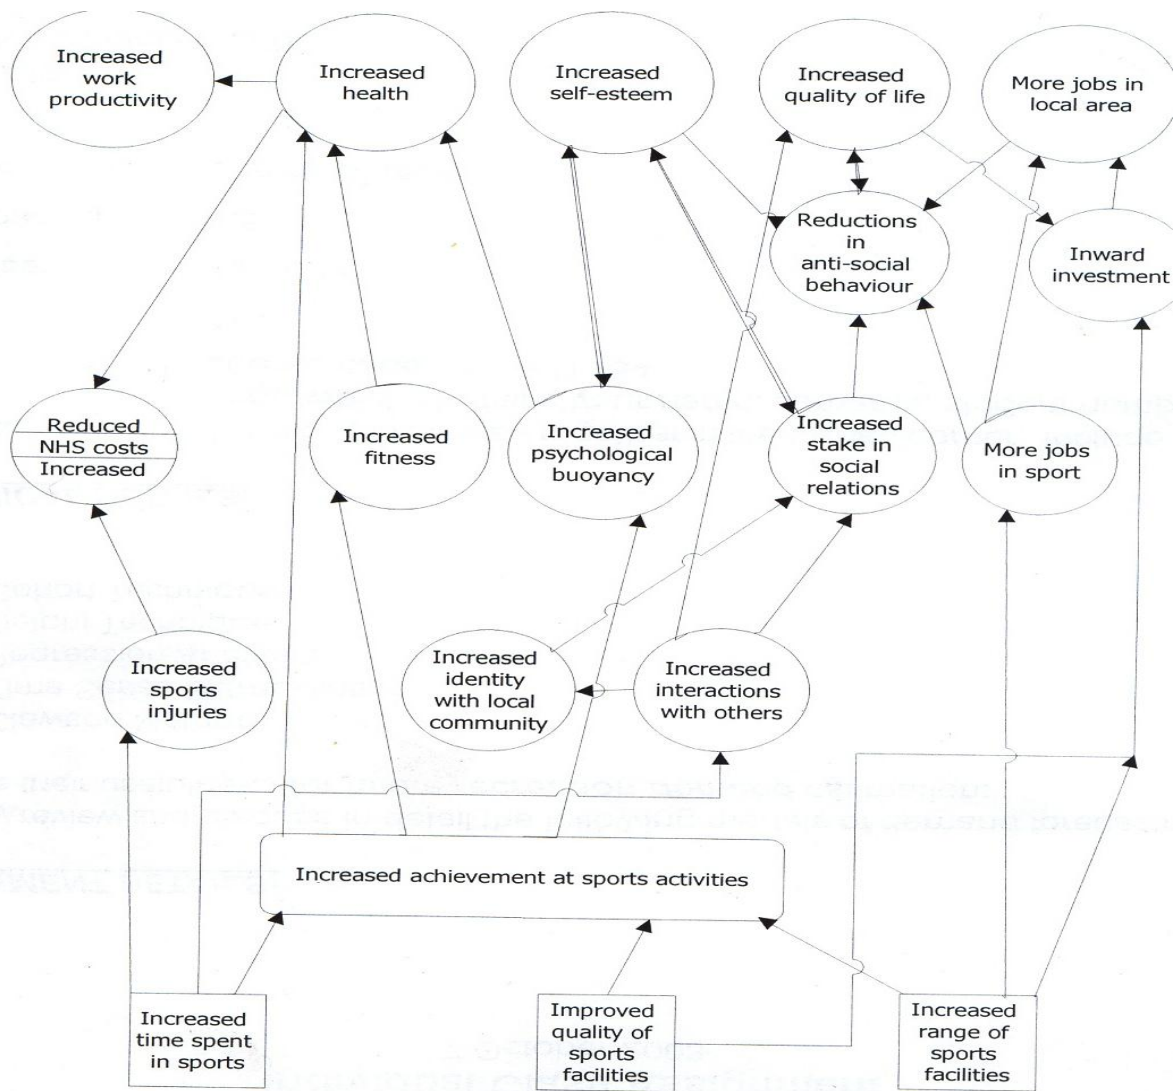 Increased
work
productivity
Increased
health
Increased
self-esteem
Increased
quality of life
More jobs in
local area
Reductions
in
anti-social
behaviour
Inward
investment
Reduced
NHS costs
Increased
Increased
fitness
Increased
psychological
buoyancy
Increased
stake in
social
relations
More jobs
in sport
Increased
sports
injuries
Increased
identity
with local
community
Increased
interactions
with others
Increased achievement at sports activities
Increased
time spent
in sports
Improved
quality of
sports
facilities
Increased
range of
sports
facilities